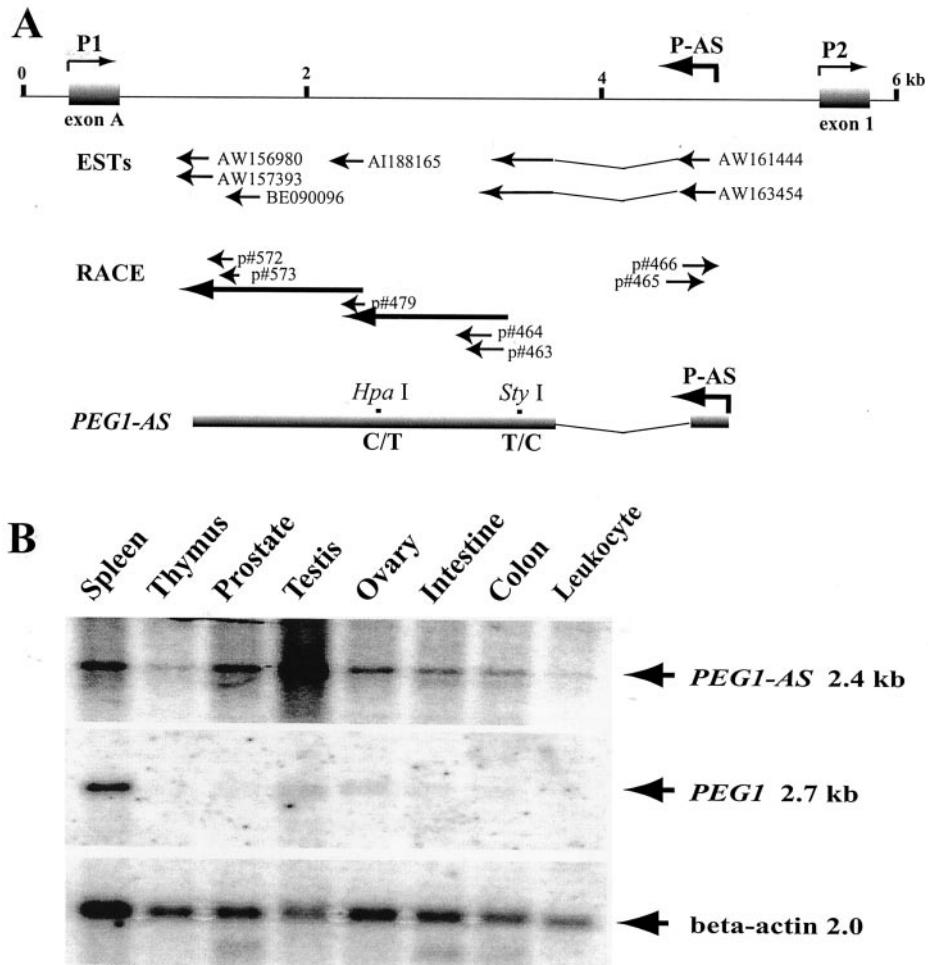 A
P1
P-AS
P2
0
2
4
6 kb
exon A
exon 1
ESTs
AW156980
AI188165
AW161444
AW157393
BE090096
AW163454
RACE
p#572
p#573
p#466
p#465
p#479
p#464
p#463
P-AS
Hpa I
Sty I
PEG1-AS
C/T
T/C
B
Spleen
Thymus
Prostate
Testis
Ovary
Intestine
Colon
Leukocyte
PEG1-AS 2.4 kb
PEG1 2.7 kb
beta-actin 2.0